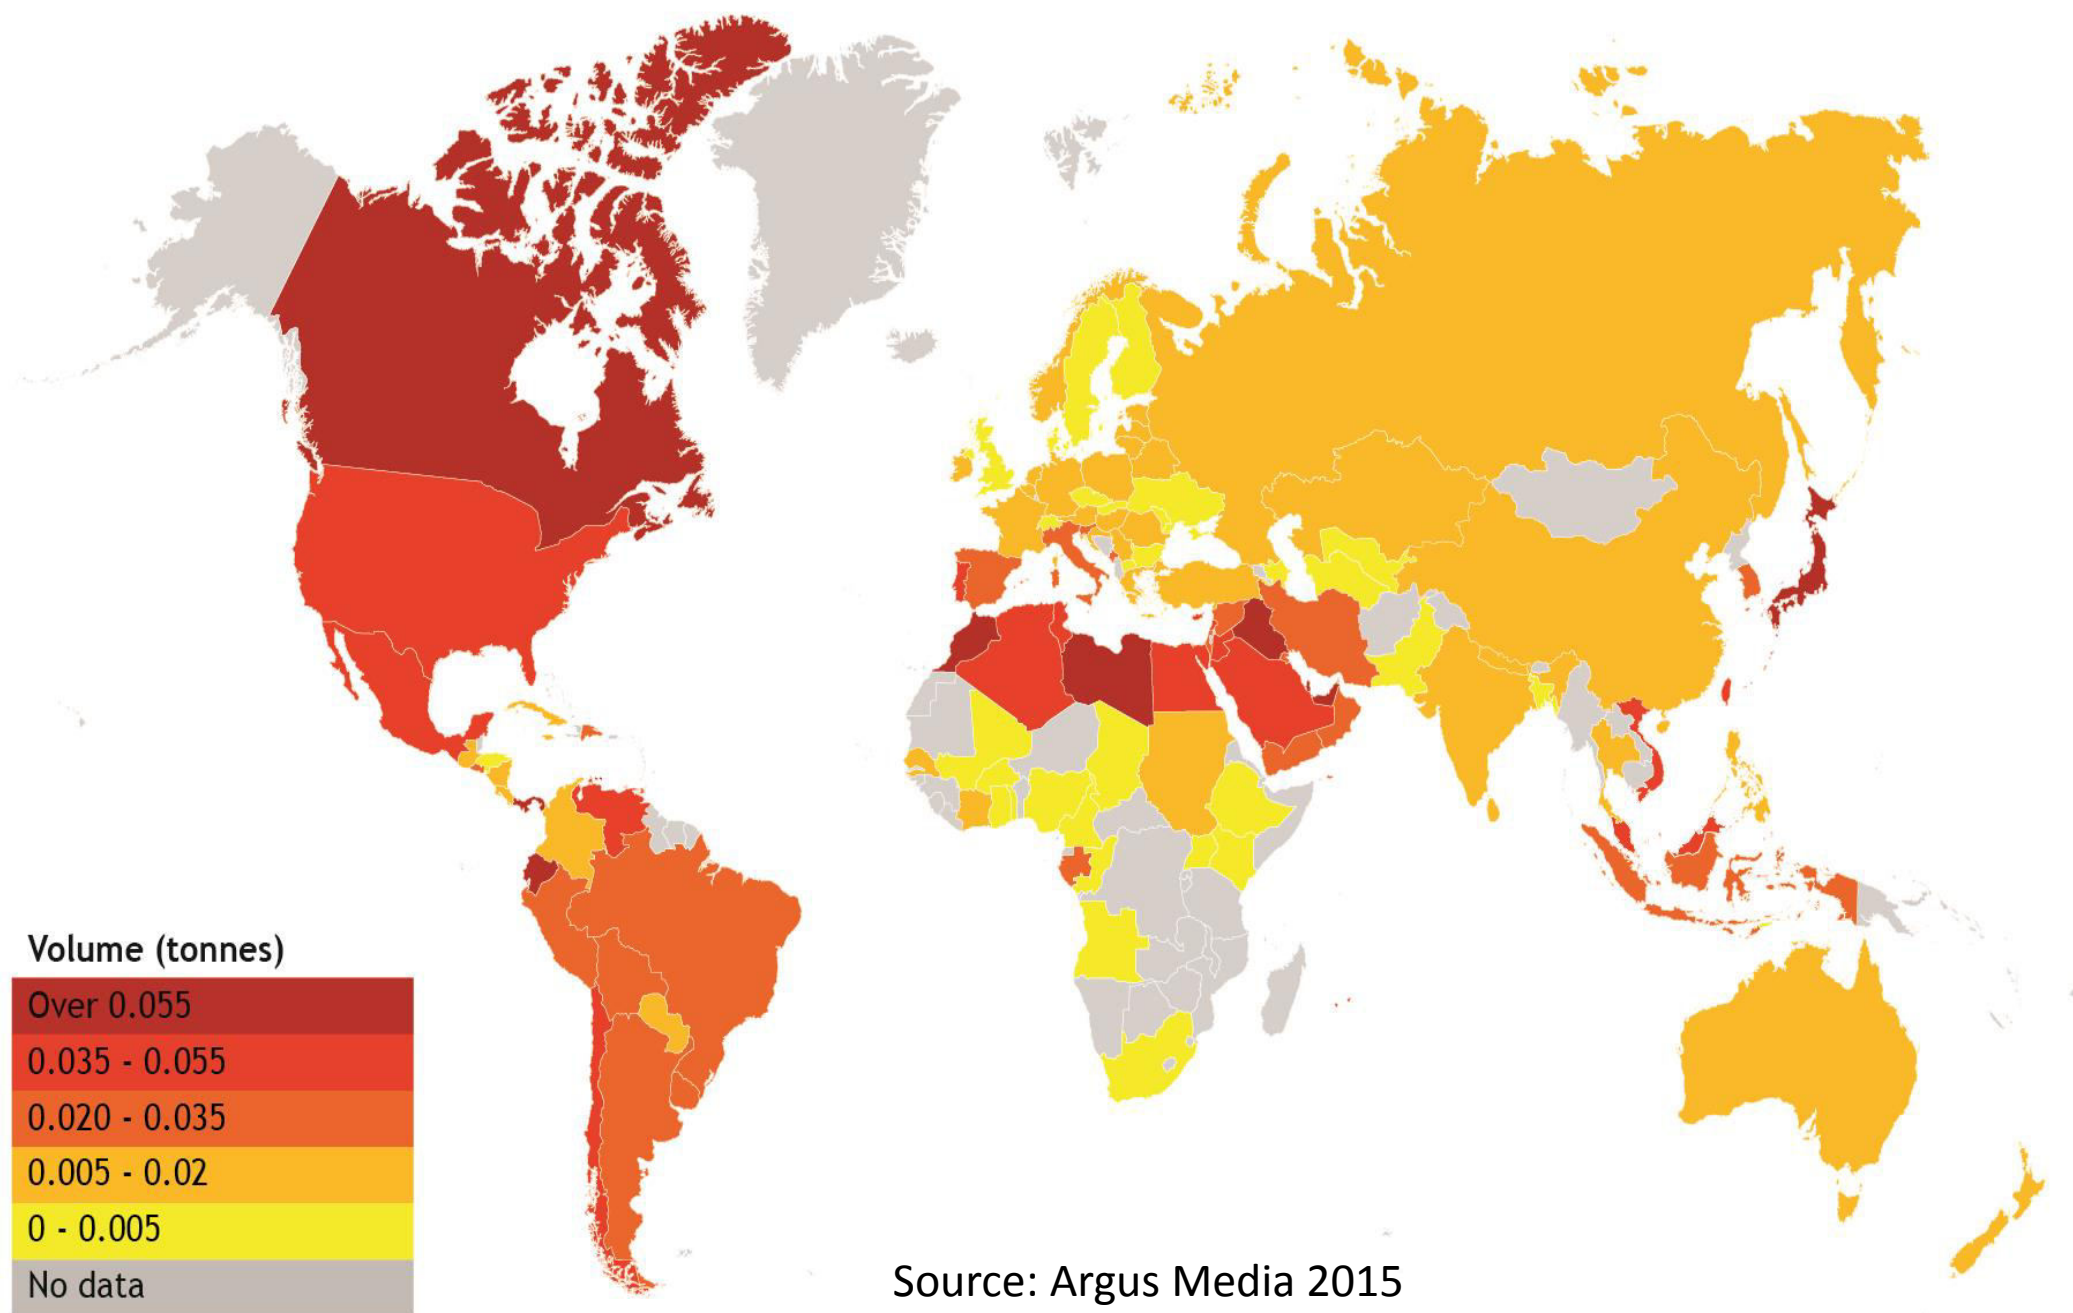 Volume (tonnes)
Over 0.055
0.035 - 0.055
0.020 - 0.035
0.005 - 0.02
0 - 0.005
No data
Source: Argus Media 2015